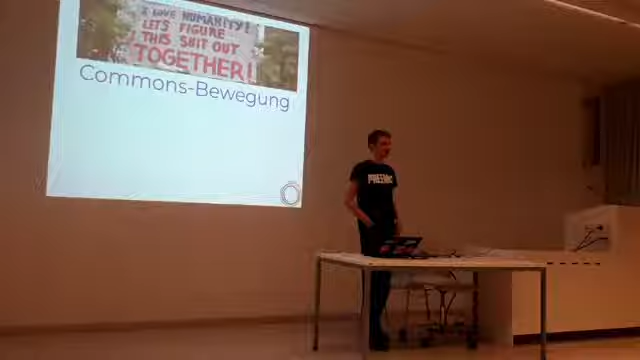 I LOVE HUMANITY!
LETS FIGURE
THIS SHIT OUT
TOGETHER!
Commons-Bewegung